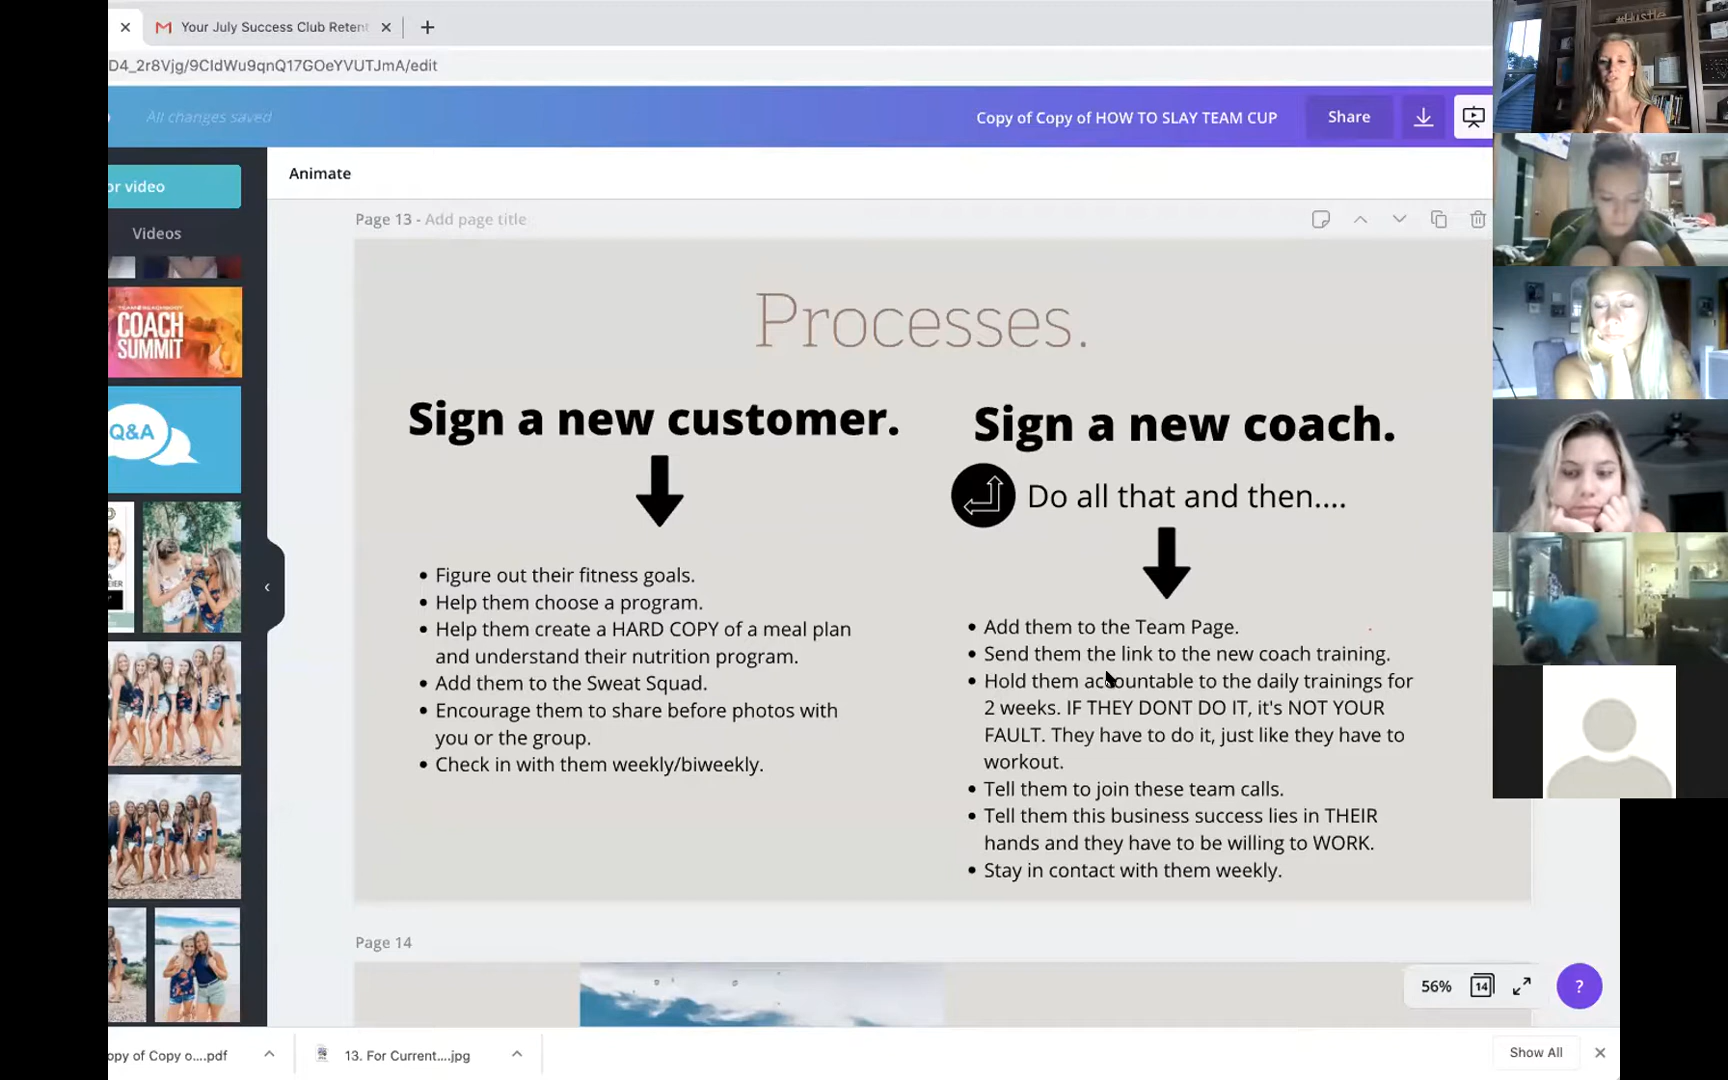 Your July Success Club Retent
D4_2r8Vjg/9CIdWu9qnQ17GOeYVUTJmA/edit
#Hustle
All changes saved
Copy of Copy of HOW TO SLAY TEAM CUP
Share
or video
Animate
Videos
Page 13 - Add page title
COACH
SUMMIT
Q&A
Processes.
Sign a new customer.
Figure out their fitness goals.
Help them choose a program.
Help them create a HARD COPY of a meal plan
and understand their nutrition program.
Add them to the Sweat Squad.
Encourage them to share before photos with
you or the group.
Check in with them weekly/biweekly.
Sign a new coach.
Do all that and then....
Add them to the Team Page.
Send them the link to the new coach training.
Hold them accountable to the daily trainings for
2 weeks. IF THEY DONT DO IT, it's NOT YOUR
FAULT. They have to do it, just like they have to
workout.
Tell them to join these team calls.
Tell them this business success lies in THEIR
hands and they have to be willing to WORK.
Stay in contact with them weekly.
Page 14
56%
14
?
opy of Copy o....pdf
13. For Current....jpg
Show All